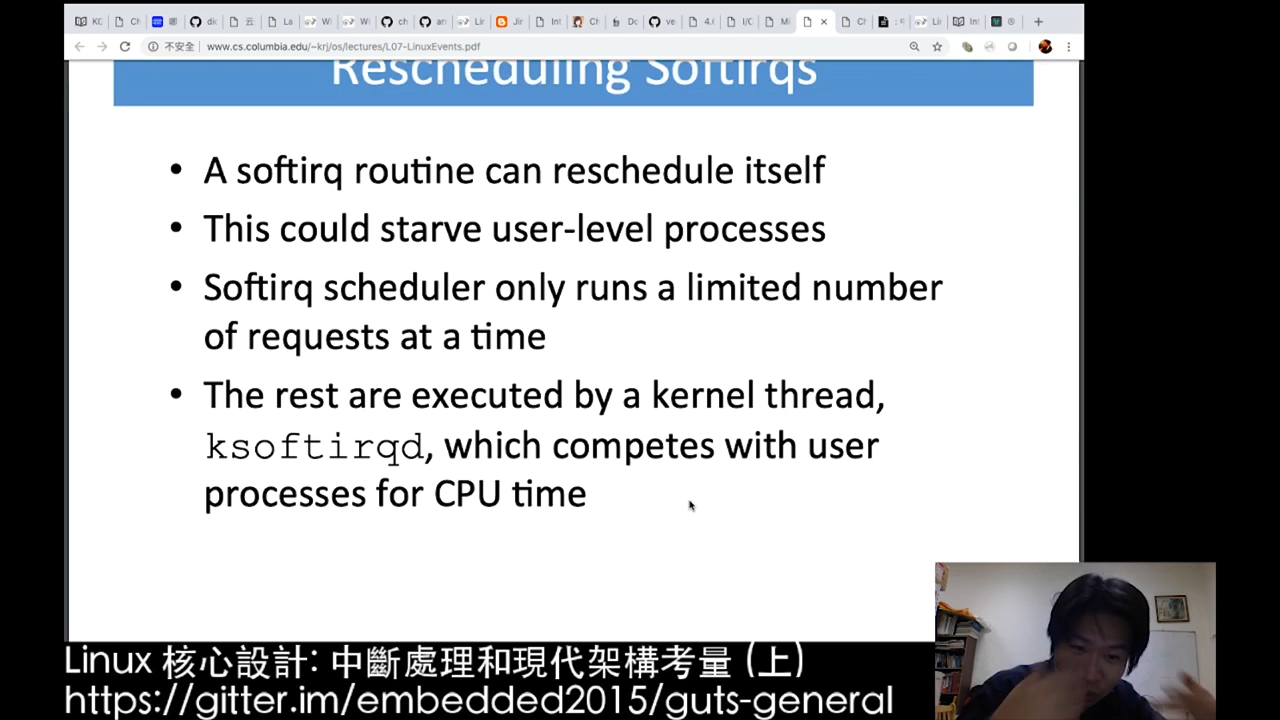 不安全 www.cs.columbia.edu/~krj/os/lectures/L07-LinuxEvents.pdf
Rescheduling Softirqs
• A softirq routine can reschedule itself
• This could starve user-level processes
• Softirq scheduler only runs a limited number
of requests at a time
• The rest are executed by a kernel thread,
ksoftirqd, which competes with user
processes for CPU time
Linux 核心設計: 中斷處理和現代架構考量 (上)
https://gitter.im/embedded2015/guts-general